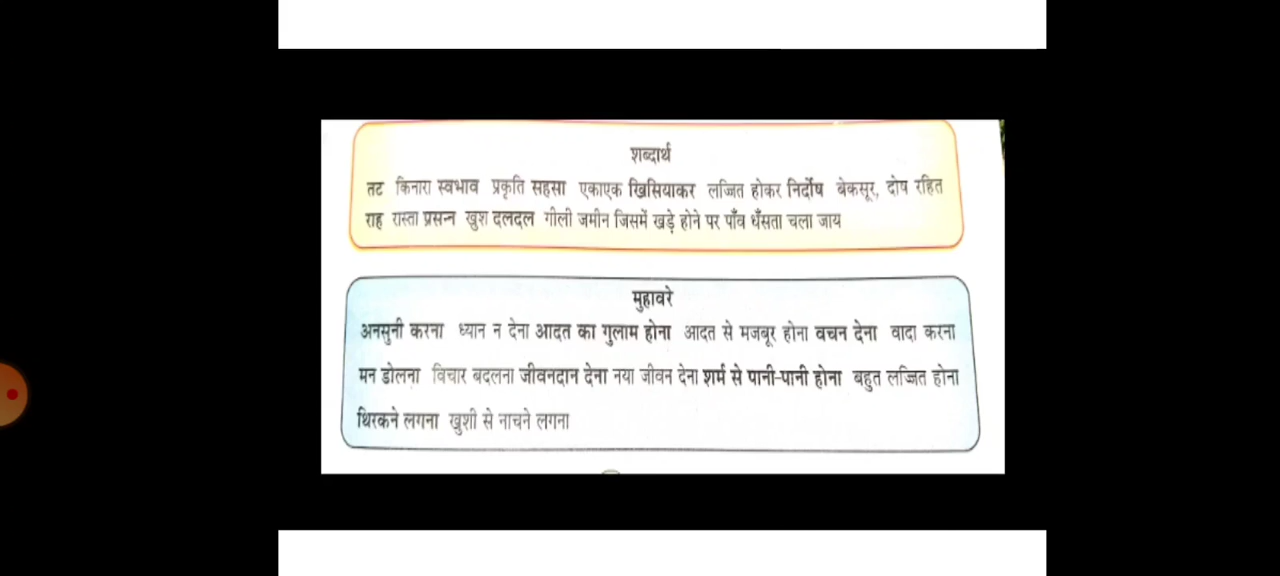 शब्दार्थ
तट किनारा स्वभाव प्रकृति सहसा एकाएक खिसियाकर लज्जित होकर निर्दोष बेकसूर, दोष रहित
राह रास्ता प्रसन्न खुश दलदल गीली जमीन जिसमें खड़े होने पर पाँव धँसता चला जाय
मुहावरे
अनसुनी करना ध्यान न देना आदत का गुलाम होना आदत से मजबूर होना वचन देना वादा करना
मन डोलना विचार बदलना जीवनदान देना नया जीवन देना शर्म से पानी-पानी होना बहुत लज्जित होना
थिरकने लगना खुशी से नाचने लगना